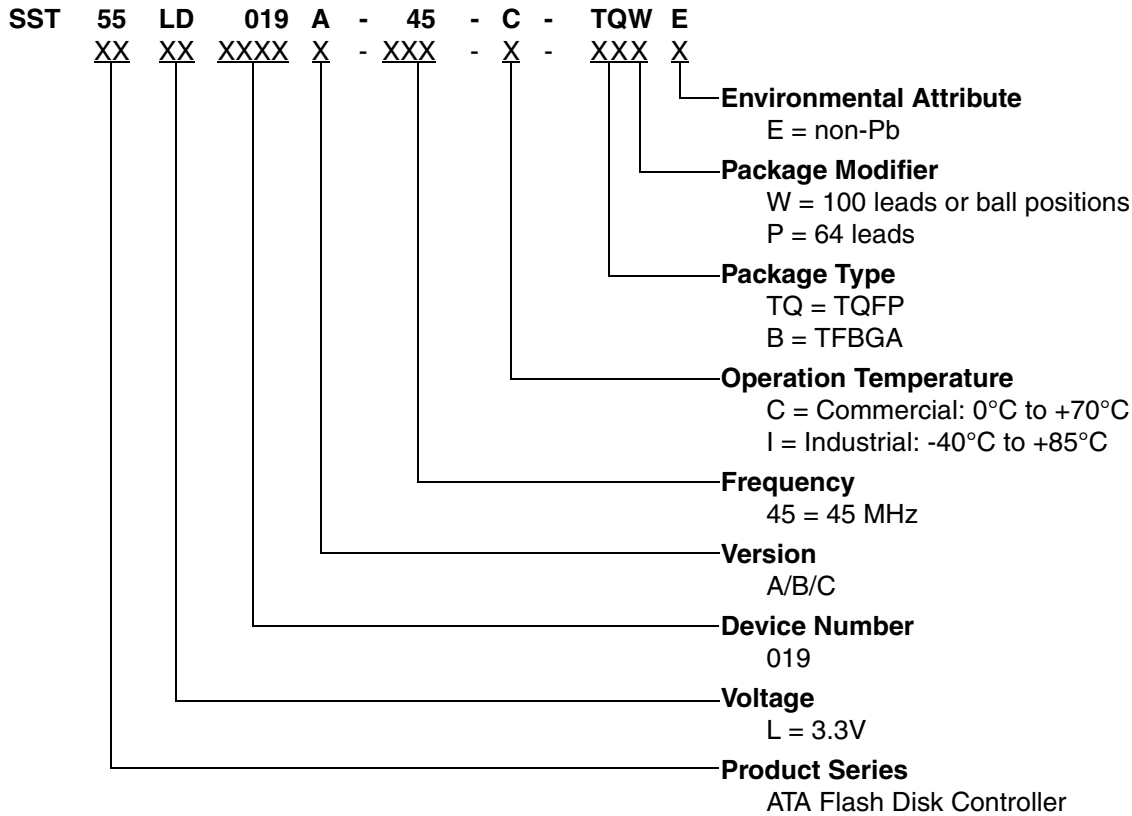 SST 55 LD 019 A - 45 - C - TQW E
XX XX XXXX X - XXX - X - XXX X
Environmental Attribute
E = non-Pb
Package Modifier
W = 100 leads or ball positions
P = 64 leads
Package Type
TQ = TQFP
B = TFBGA
Operation Temperature
C = Commercial: 0°C to +70°C
I = Industrial: -40°C to +85°C
Frequency
45 = 45 MHz
Version
A/B/C
Device Number
019
Voltage
L = 3.3V
Product Series
ATA Flash Disk Controller